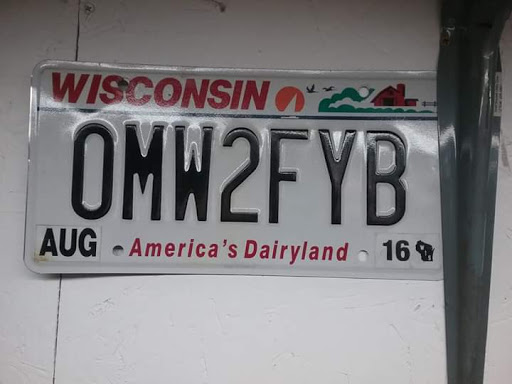 WISCONSIN
OMW2FYB
AUG America's Dairyland 16